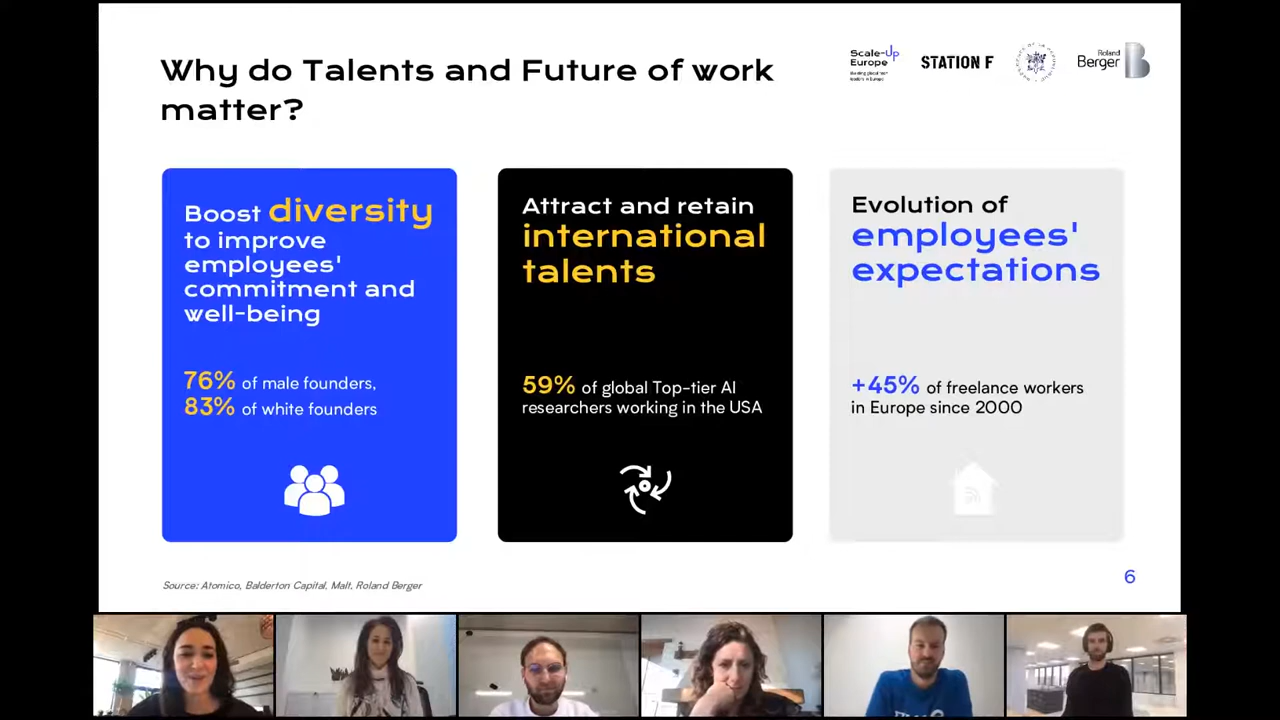 Why do Talents and Future of work
matter?
Scale-Up
Europe
STATION F
Roland
Berger
B
Boost diversity
to improve
employees'
commitment and
well-being
76% of male founders,
83% of white founders
Attract and retain
international
talents
59% of global Top-tier AI
researchers working in the USA
Evolution of
employees'
expectations
+45% of freelance workers
in Europe since 2000
Source: Atomico, Balderton Capital, Malt, Roland Berger
6